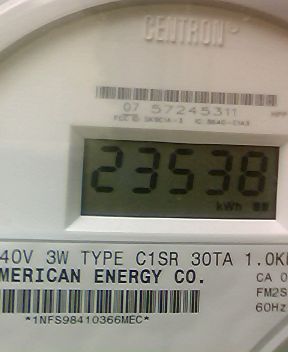 CENTRON
07 57245311
23538
kWh
40V 3W TYPE C1SR 30TA 1.0K
MERICAN ENERGY CO.
CA 0
FM2S
60Hz
*1NFS98410366MEC*